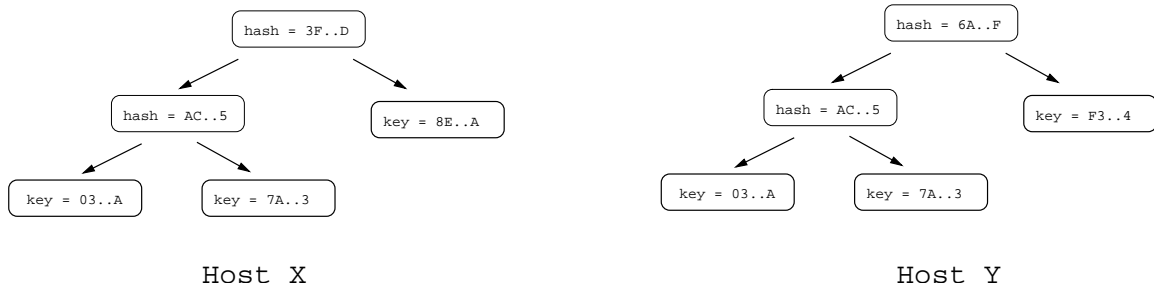 hash = 3F..D
hash = AC..5
key = 8E..A
key = 03..A
key = 7A..3
Host X
hash = 6A..F
hash = AC..5
key = F3..4
key = 03..A
key = 7A..3
Host Y